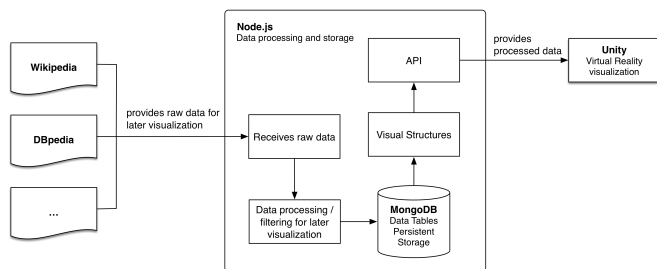 Node.js
Data processing and storage
Wikipedia
DBpedia
...
provides raw data for
later visualization
Receives raw data
Data processing /
filtering for later
visualization
MongoDB
Data Tables
Persistent
Storage
Visual Structures
API
provides
processed data
Unity
Virtual Reality
visualization